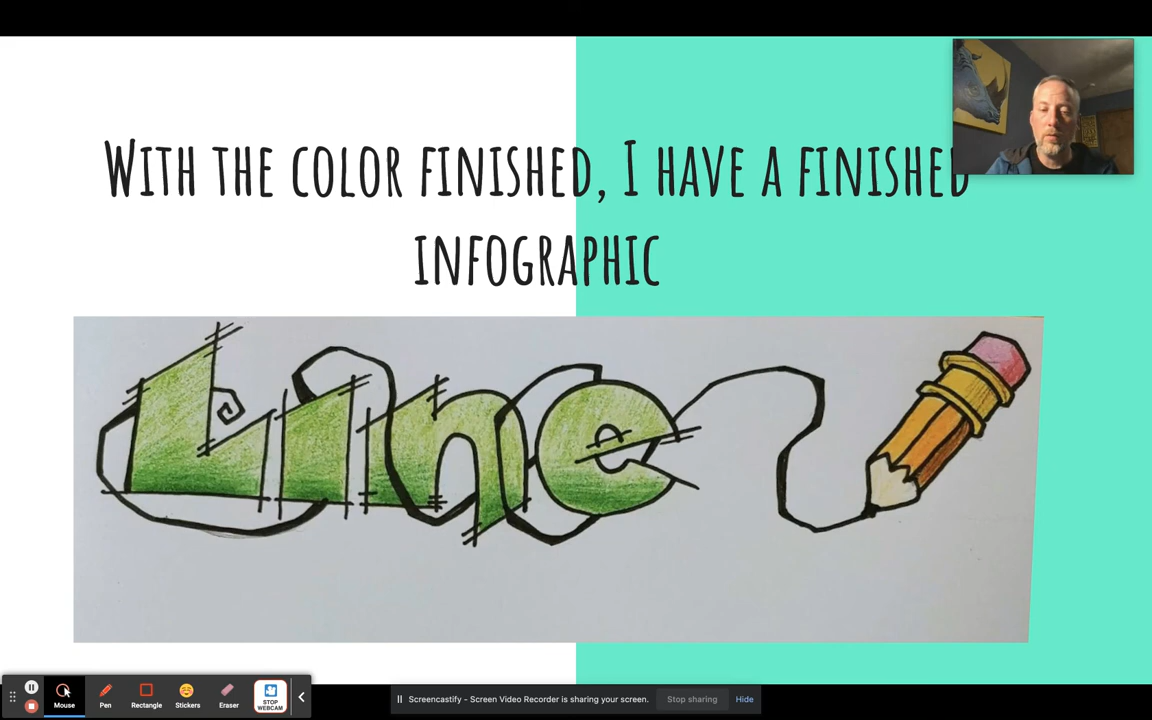 With the color finished, I have a finished
infographic
Line
Mouse
Pen
Rectangle
Stickers
Eraser
STOP
WEBCAM
Screencastify - Screen Video Recorder is sharing your screen.
Stop sharing
Hide